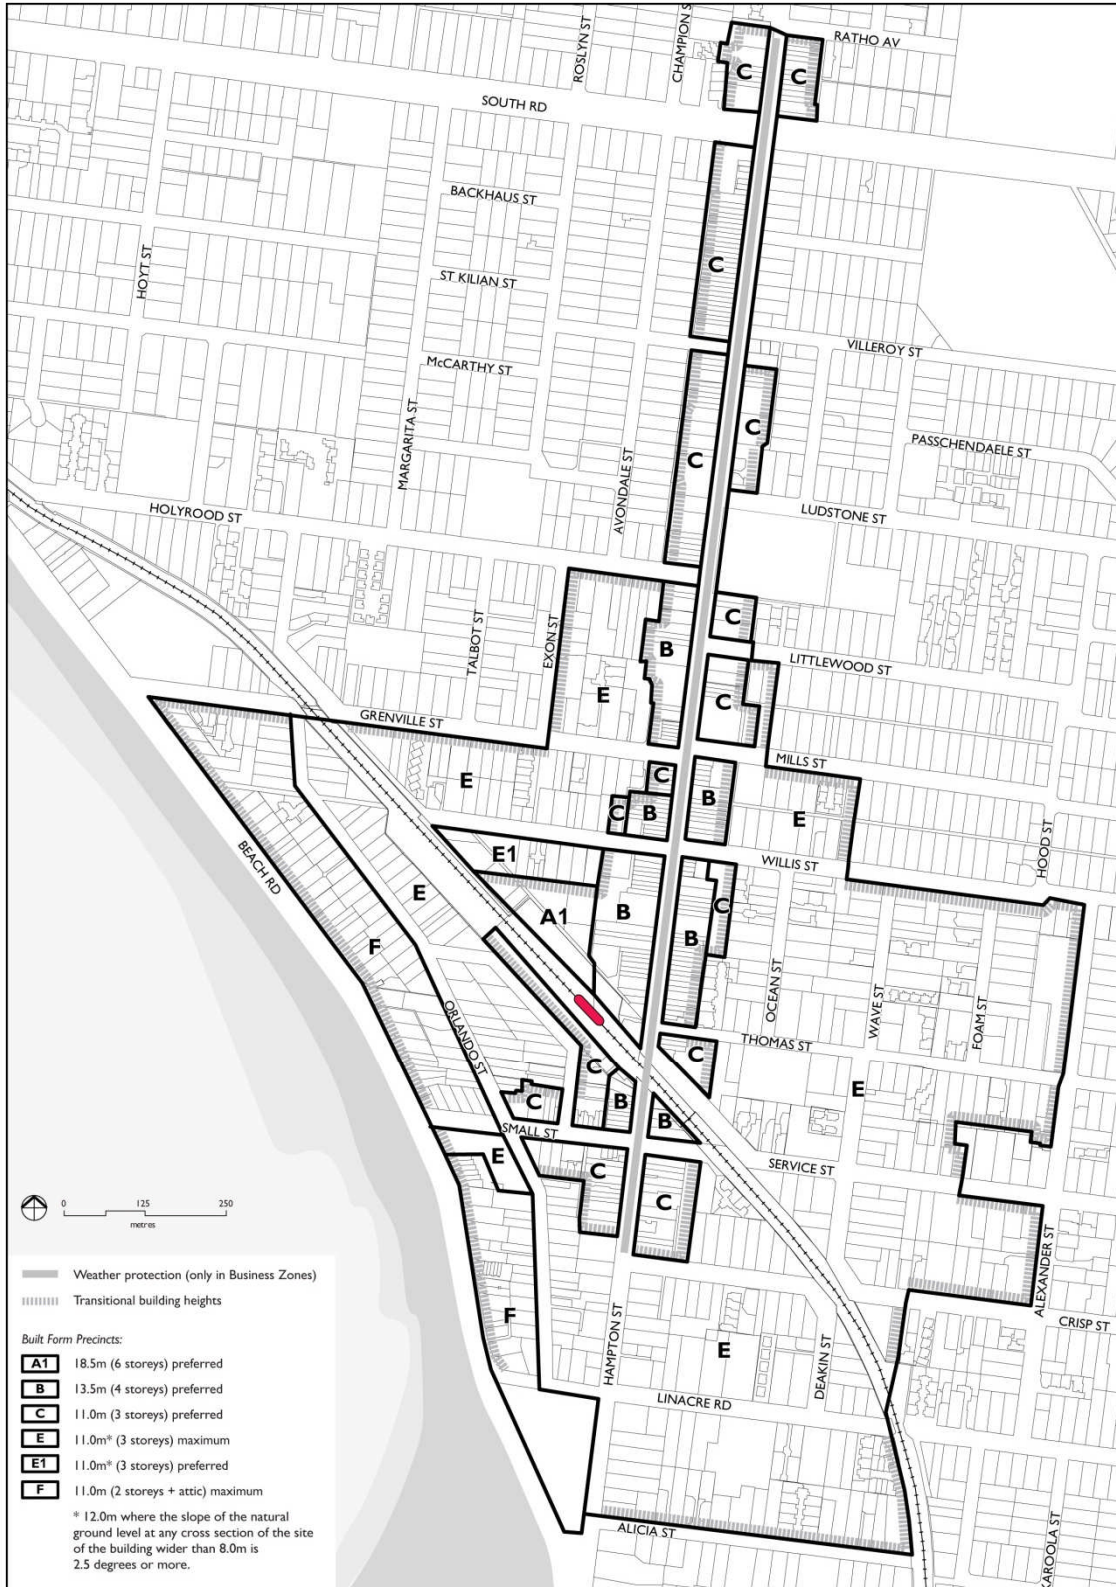 RATHO AV
ROSLYN ST
CHAMPION S
C
C
SOUTH RD
BACKHAUS ST
HOYT ST
C
ST KILIAN ST
VILLEROY ST
McCARTHY ST
MARGARITA ST
C
PASSCHENDAELE ST
C
AVONDALE ST
HOLYROOD ST
LUDSTONE ST
C
TALBOT ST
EXON ST
B
LITTLEWOOD ST
E
C
GRENVILLE ST
MILLS ST
C
E
B
C
B
E
HOOD ST
BEACH RD
E1
WILLIS ST
E
A1
B
C
F
B
OCEAN ST
WAVE ST
FOAM ST
ORLANDO ST
THOMAS ST
C
C
E
C
B
B
SMALL ST
E
C
SERVICE ST
C
ALEXANDER ST
CRISP ST
F
HAMPTON ST
E
DEAKIN ST
LINACRE RD
ALICIA ST
KAROOLA ST
0 125 250
metres
Weather protection (only in Business Zones)
Transitional building heights
Built Form Precincts:
A1 18.5m (6 storeys) preferred
B 13.5m (4 storeys) preferred
C 11.0m (3 storeys) preferred
E 11.0m* (3 storeys) maximum
E1 11.0m* (3 storeys) preferred
F 11.0m (2 storeys + attic) maximum
* 12.0m where the slope of the natural
ground level at any cross section of the site
of the building wider than 8.0m is
2.5 degrees or more.